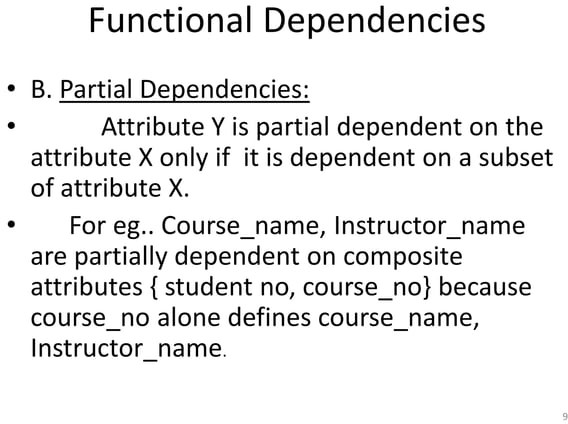 Functional Dependencies
• B. Partial Dependencies:
• Attribute Y is partial dependent on the
attribute X only if it is dependent on a subset
of attribute X.
• For eg.. Course_name, Instructor_name
are partially dependent on composite
attributes { student no, course_no} because
course_no alone defines course_name,
Instructor_name.
9